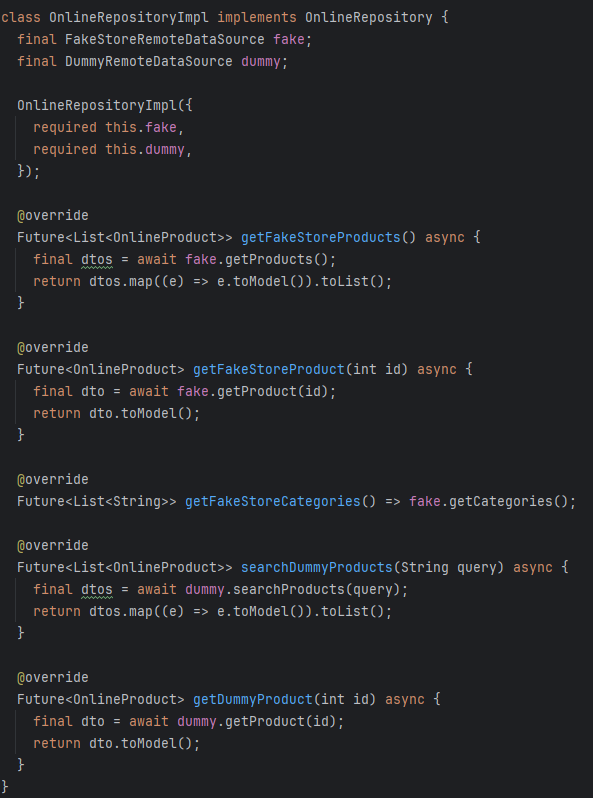 class OnlineRepositoryImpl implements OnlineRepository {
  final FakeStoreRemoteDataSource fake;
  final DummyRemoteDataSource dummy;

  OnlineRepositoryImpl({
    required this.fake,
    required this.dummy,
  });

  @override
  Future<List<OnlineProduct>> getFakeStoreProducts() async {
    final dtos = await fake.getProducts();
    return dtos.map((e) => e.toModel()).toList();
  }

  @override
  Future<OnlineProduct> getFakeStoreProduct(int id) async {
    final dto = await fake.getProduct(id);
    return dto.toModel();
  }

  @override
  Future<List<String>> getFakeStoreCategories() => fake.getCategories();

  @override
  Future<List<OnlineProduct>> searchDummyProducts(String query) async {
    final dtos = await dummy.searchProducts(query);
    return dtos.map((e) => e.toModel()).toList();
  }

  @override
  Future<OnlineProduct> getDummyProduct(int id) async {
    final dto = await dummy.getProduct(id);
    return dto.toModel();
  }
}